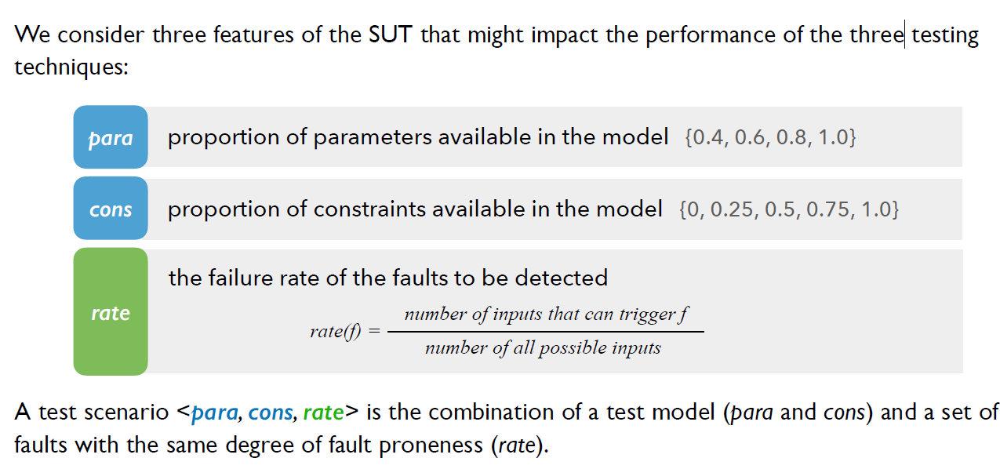 We consider three features of the SUT that might impact the performance of the three testing
techniques:
para proportion of parameters available in the model {0.4, 0.6, 0.8, 1.0}
cons proportion of constraints available in the model {0, 0.25, 0.5, 0.75, 1.0}
the failure rate of the faults to be detected
rate
rate(f) = number of inputs that can trigger f
number of all possible inputs
A test scenario <para, cons, rate> is the combination of a test model (para and cons) and a set of
faults with the same degree of fault proneness (rate).